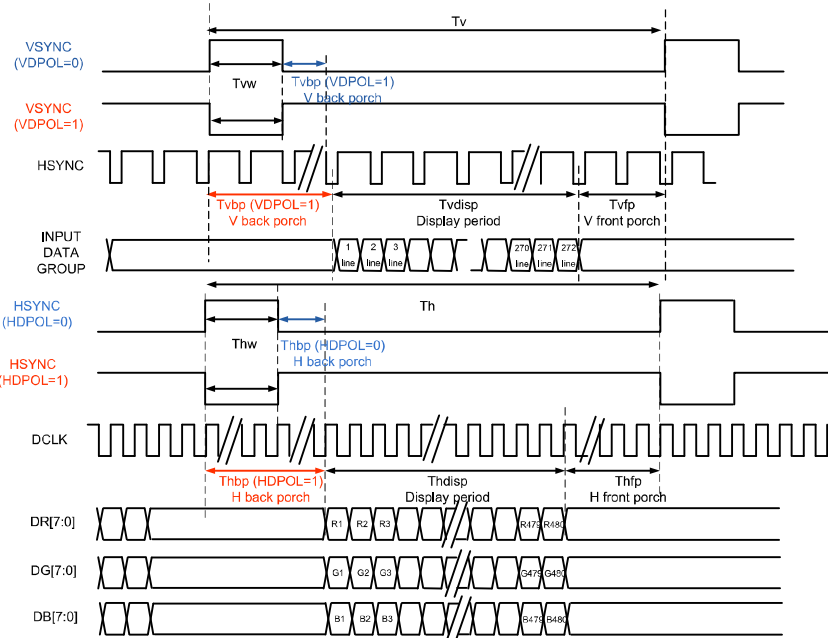 Tv
VSYNC
(VDPOL=0)
Tvw
Tvbp (VDPOL=1)
V back porch
VSYNC
(VDPOL=1)
HSYNC
Tvbp (VDPOL=1)
V back porch
Tvdisp
Display period
Tvfp
V front porch
INPUT
DATA
GROUP
1 line
2 line
3 line
270 line
271 line
272 line
HSYNC
(HDPOL=0)
Th
Thw
Thbp (HDPOL=0)
H back porch
HSYNC
(HDPOL=1)
DCLK
Thbp (HDPOL=1)
H back porch
Thdisp
Display period
Thfp
H front porch
DR[7:0]
R1 R2 R3 R479 R480
DG[7:0]
G1 G2 G3 G479 G480
DB[7:0]
B1 B2 B3 B479 B480